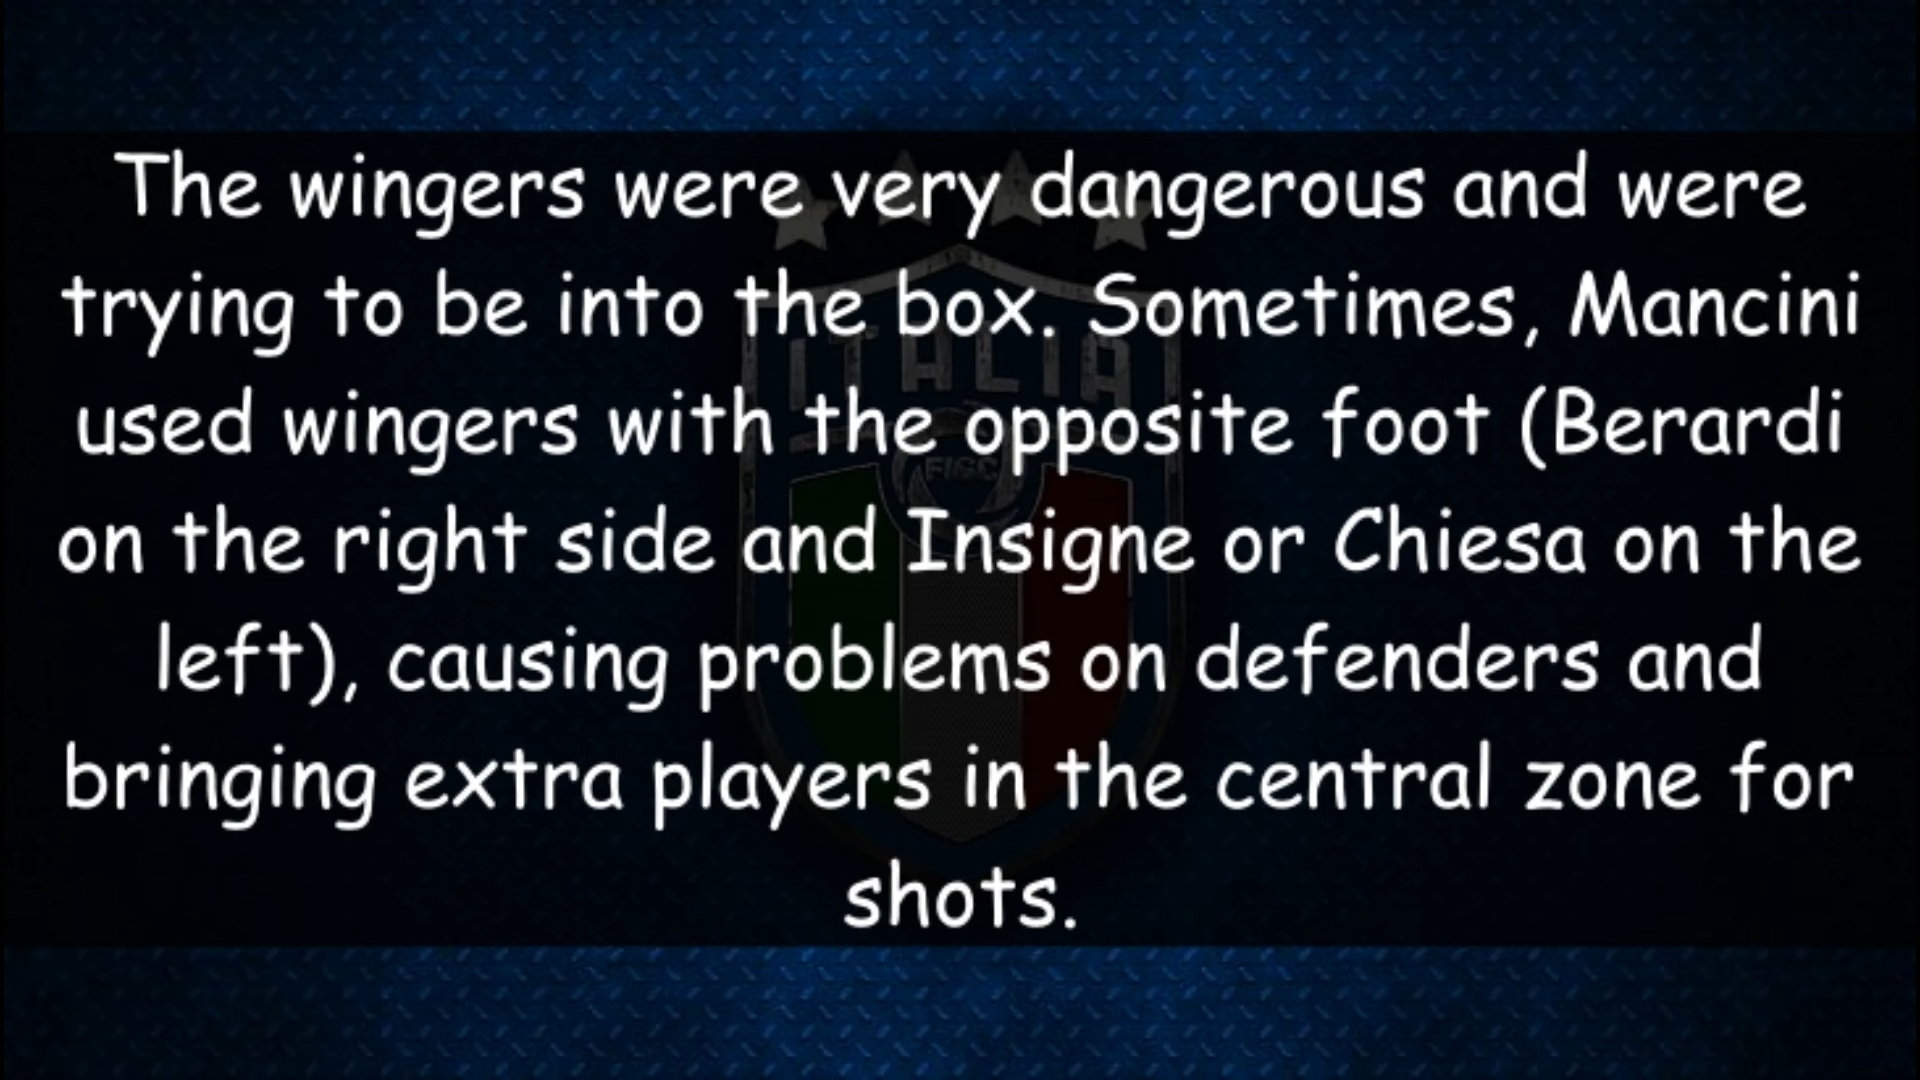 The wingers were very dangerous and were
trying to be into the box. Sometimes, Mancini
used wingers with the opposite foot (Berardi
on the right side and Insigne or Chiesa on the
left), causing problems on defenders and
bringing extra players in the central zone for
shots.
ITALIA
FIGC